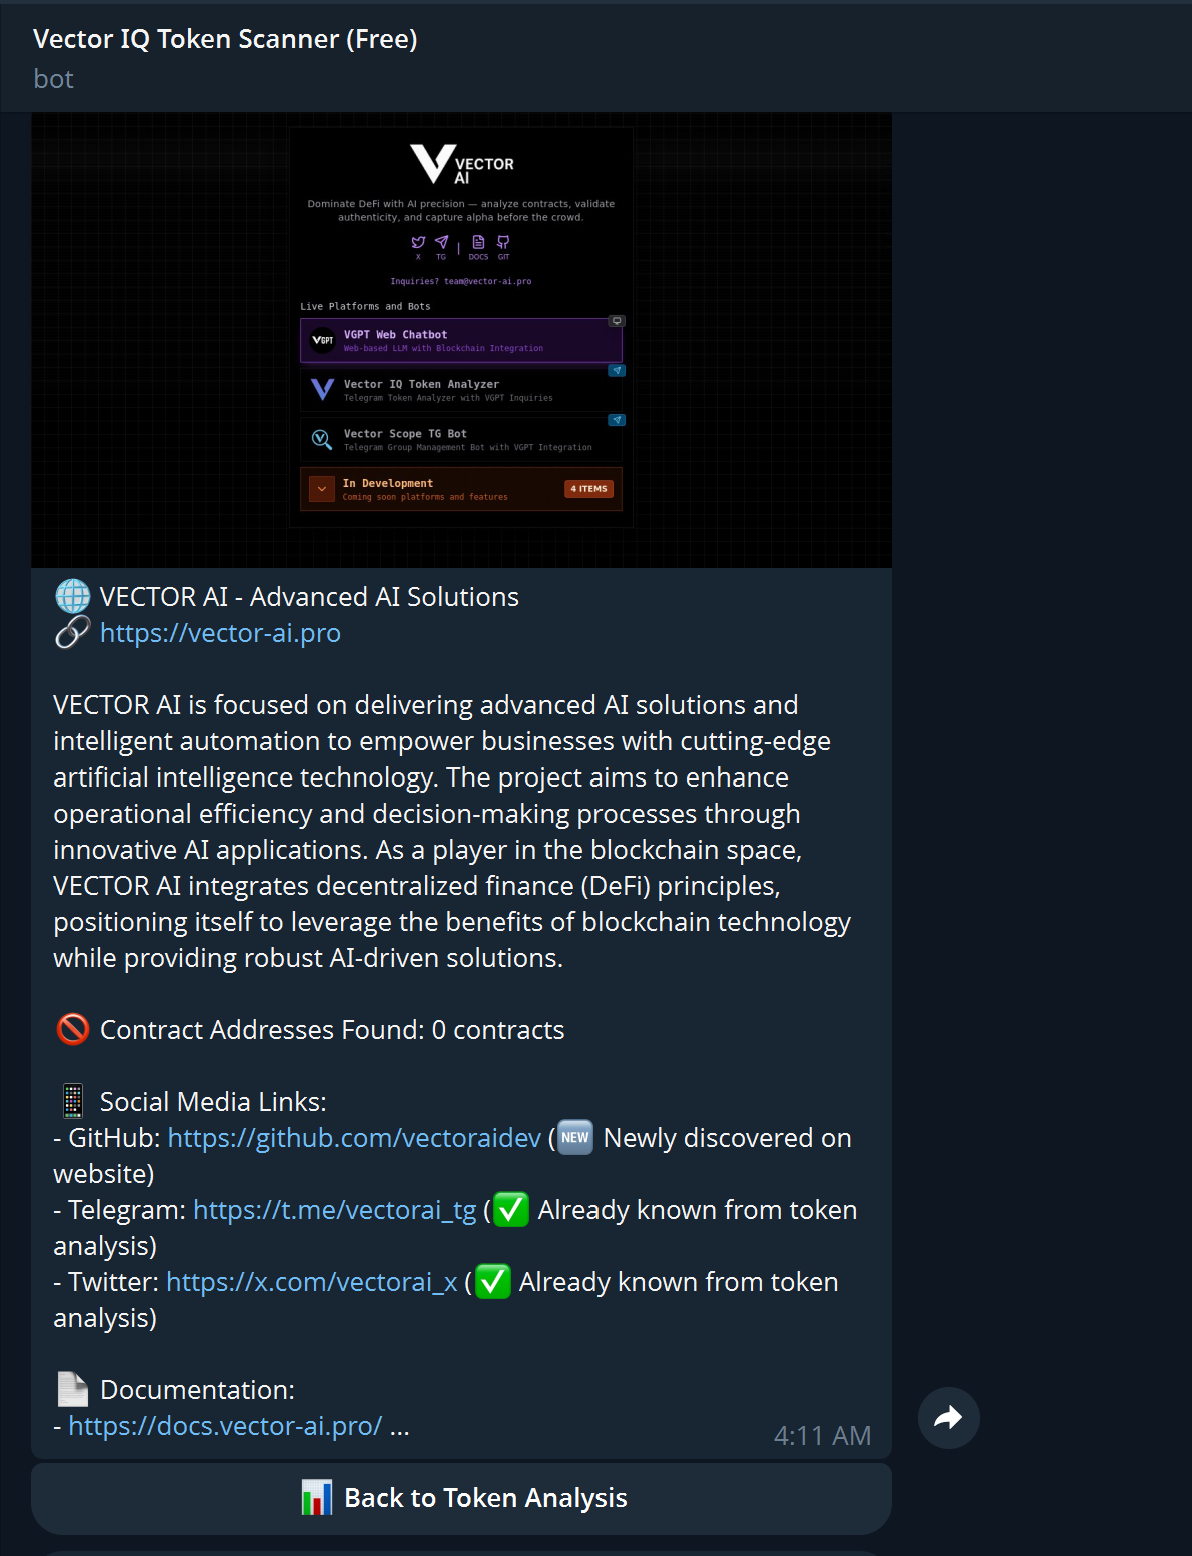 Vector IQ Token Scanner (Free)
bot
VECTOR
AI
Dominate DeFi with AI precision — analyze contracts, validate
authenticity, and capture alpha before the crowd.
X TG DOCS GIT
Inquiries? team@vector-ai.pro
Live Platforms and Bots
VGPT
VGPT Web Chatbot
Web-based LLM with Blockchain Integration
Vector IQ Token Analyzer
Telegram Token Analyzer with VGPT Inquiries
Vector Scope TG Bot
Telegram Group Management Bot with VGPT Integration
In Development
Coming soon platforms and features
4 ITEMS
🌐 VECTOR AI - Advanced AI Solutions
🔗 https://vector-ai.pro
VECTOR AI is focused on delivering advanced AI solutions and
intelligent automation to empower businesses with cutting-edge
artificial intelligence technology. The project aims to enhance
operational efficiency and decision-making processes through
innovative AI applications. As a player in the blockchain space,
VECTOR AI integrates decentralized finance (DeFi) principles,
positioning itself to leverage the benefits of blockchain technology
while providing robust AI-driven solutions.
🚫 Contract Addresses Found: 0 contracts
📱 Social Media Links:
- GitHub: https://github.com/vectoraidev (🆕 Newly discovered on
website)
- Telegram: https://t.me/vectorai_tg (✅ Already known from token
analysis)
- Twitter: https://x.com/vectorai_x (✅ Already known from token
analysis)
📄 Documentation:
- https://docs.vector-ai.pro/ ...
4:11 AM
📊 Back to Token Analysis